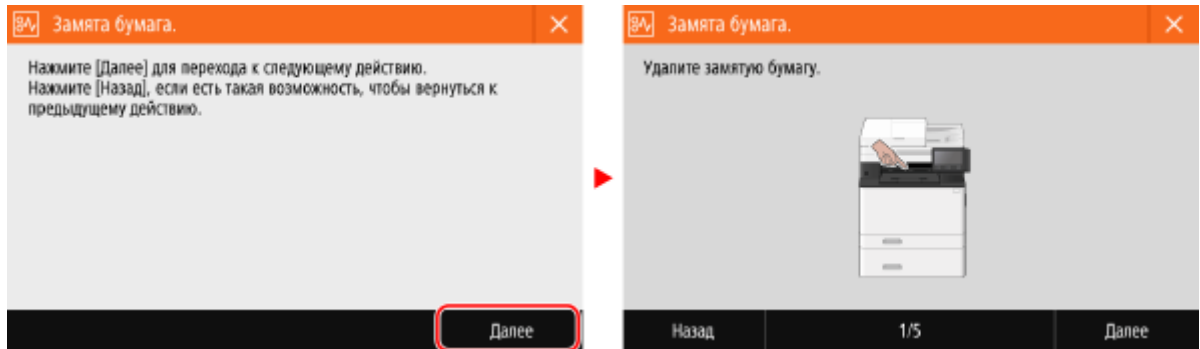 Замята бумага.
Нажмите [Далее] для перехода к следующему действию.
Нажмите [Назад], если есть такая возможность, чтобы вернуться к
предыдущему действию.
Далее
Замята бумага.
Удалите замятую бумагу.
Назад
1/5
Далее